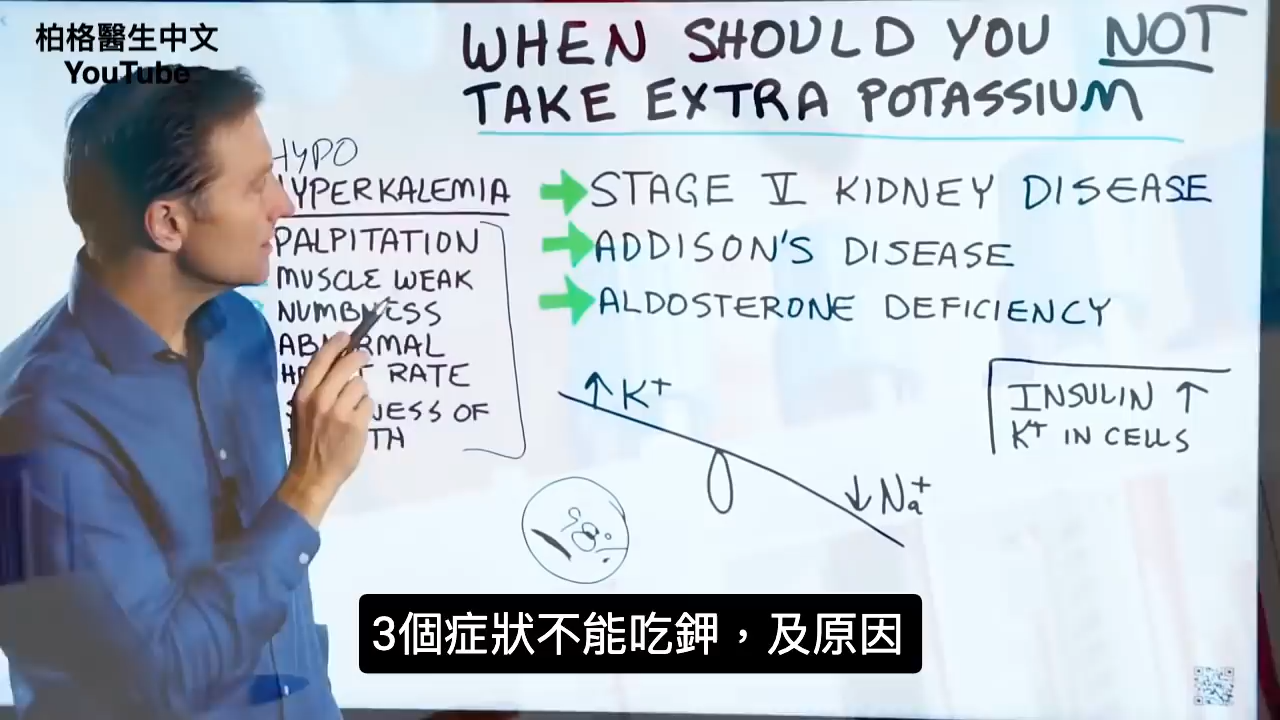 柏格醫生中文
YouTube
WHEN SHOULD YOU NOT
TAKE EXTRA POTASSIUM
HYPO
HYPERKALEMIA
PALPITATION
MUSCLE WEAK
NUMBNESS
ABNORMAL
HEART RATE
OF
STAGE V KIDNEY DISEASE
ADDISON'S DISEASE
ALDOSTERONE DEFICIENCY
↑ K+
↓ Na+
INSULIN ↑
K+ IN CELLS
3個症狀不能吃鉀，及原因